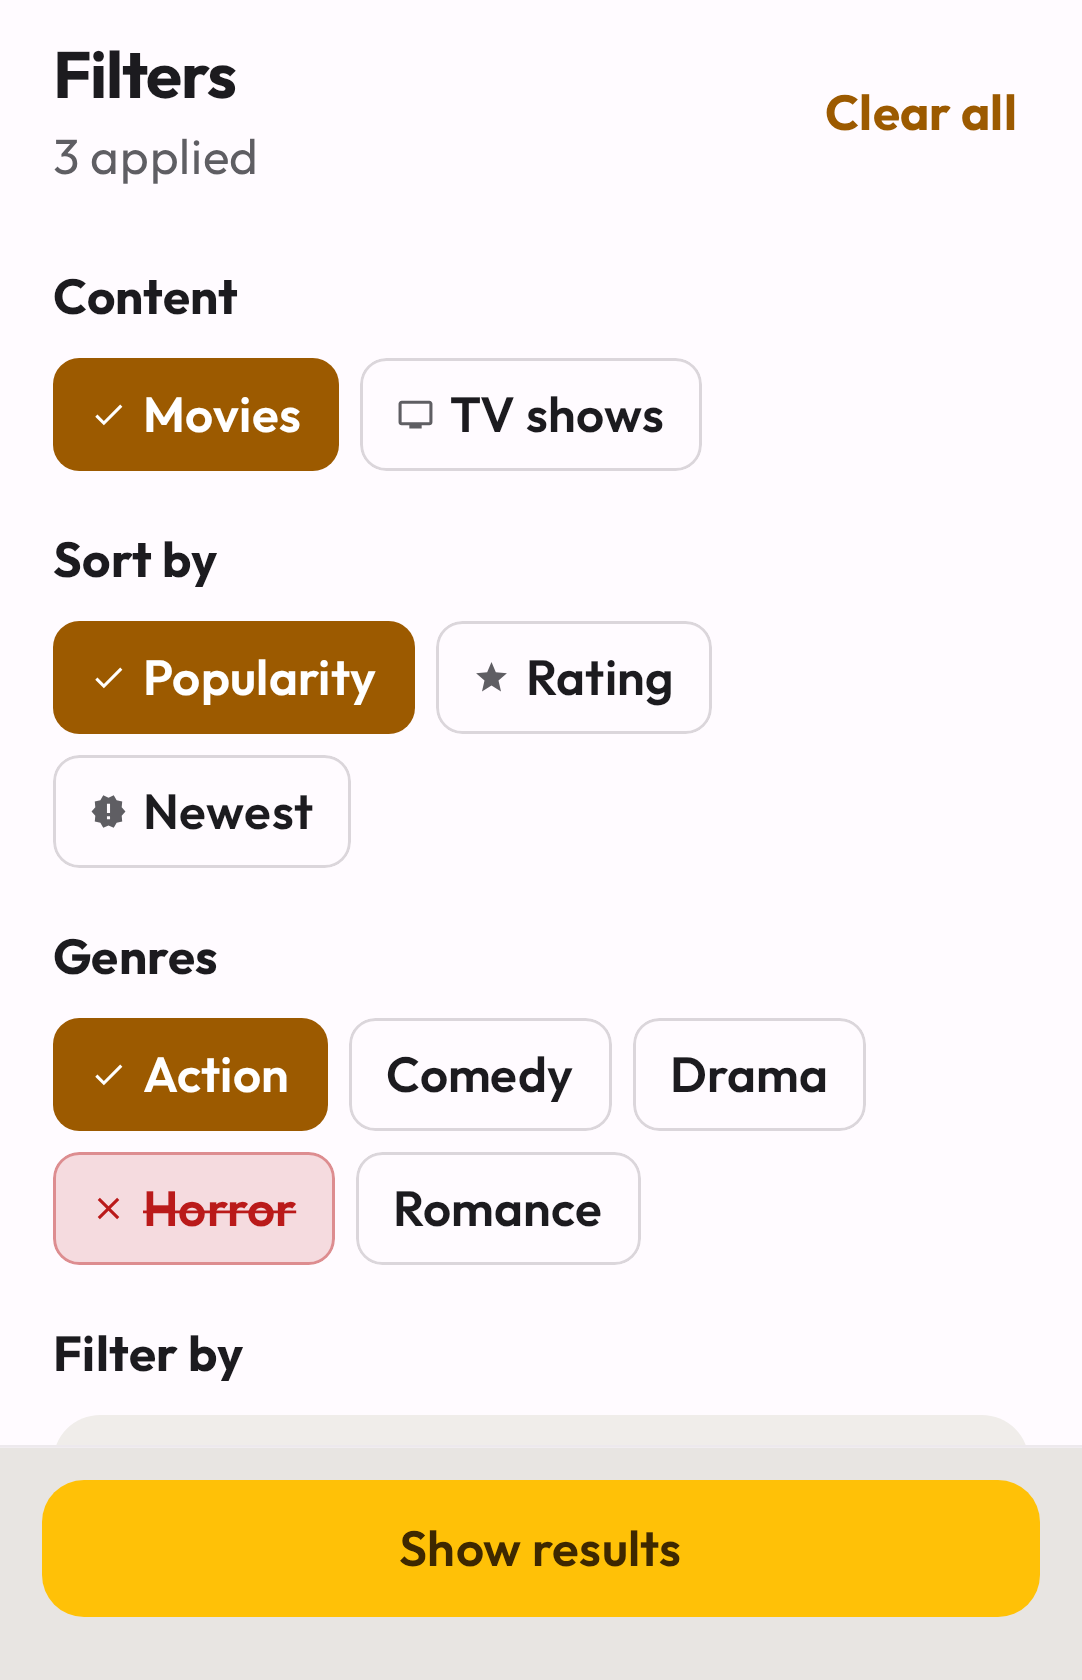 Filters
3 applied
Clear all
Content
Movies
TV shows
Sort by
Popularity
Rating
Newest
Genres
Action
Comedy
Drama
Horror
Romance
Filter by
Show results